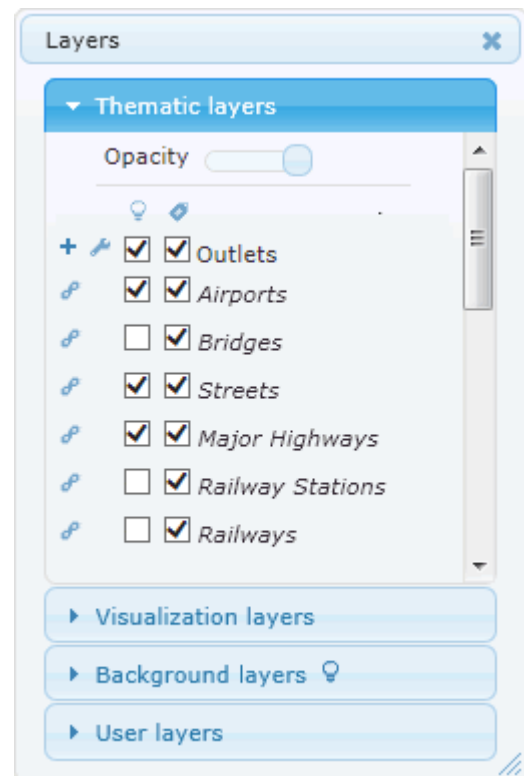 Layers
Thematic layers
Opacity
Outlets
Airports
Bridges
Streets
Major Highways
Railway Stations
Railways
Visualization layers
Background layers
User layers